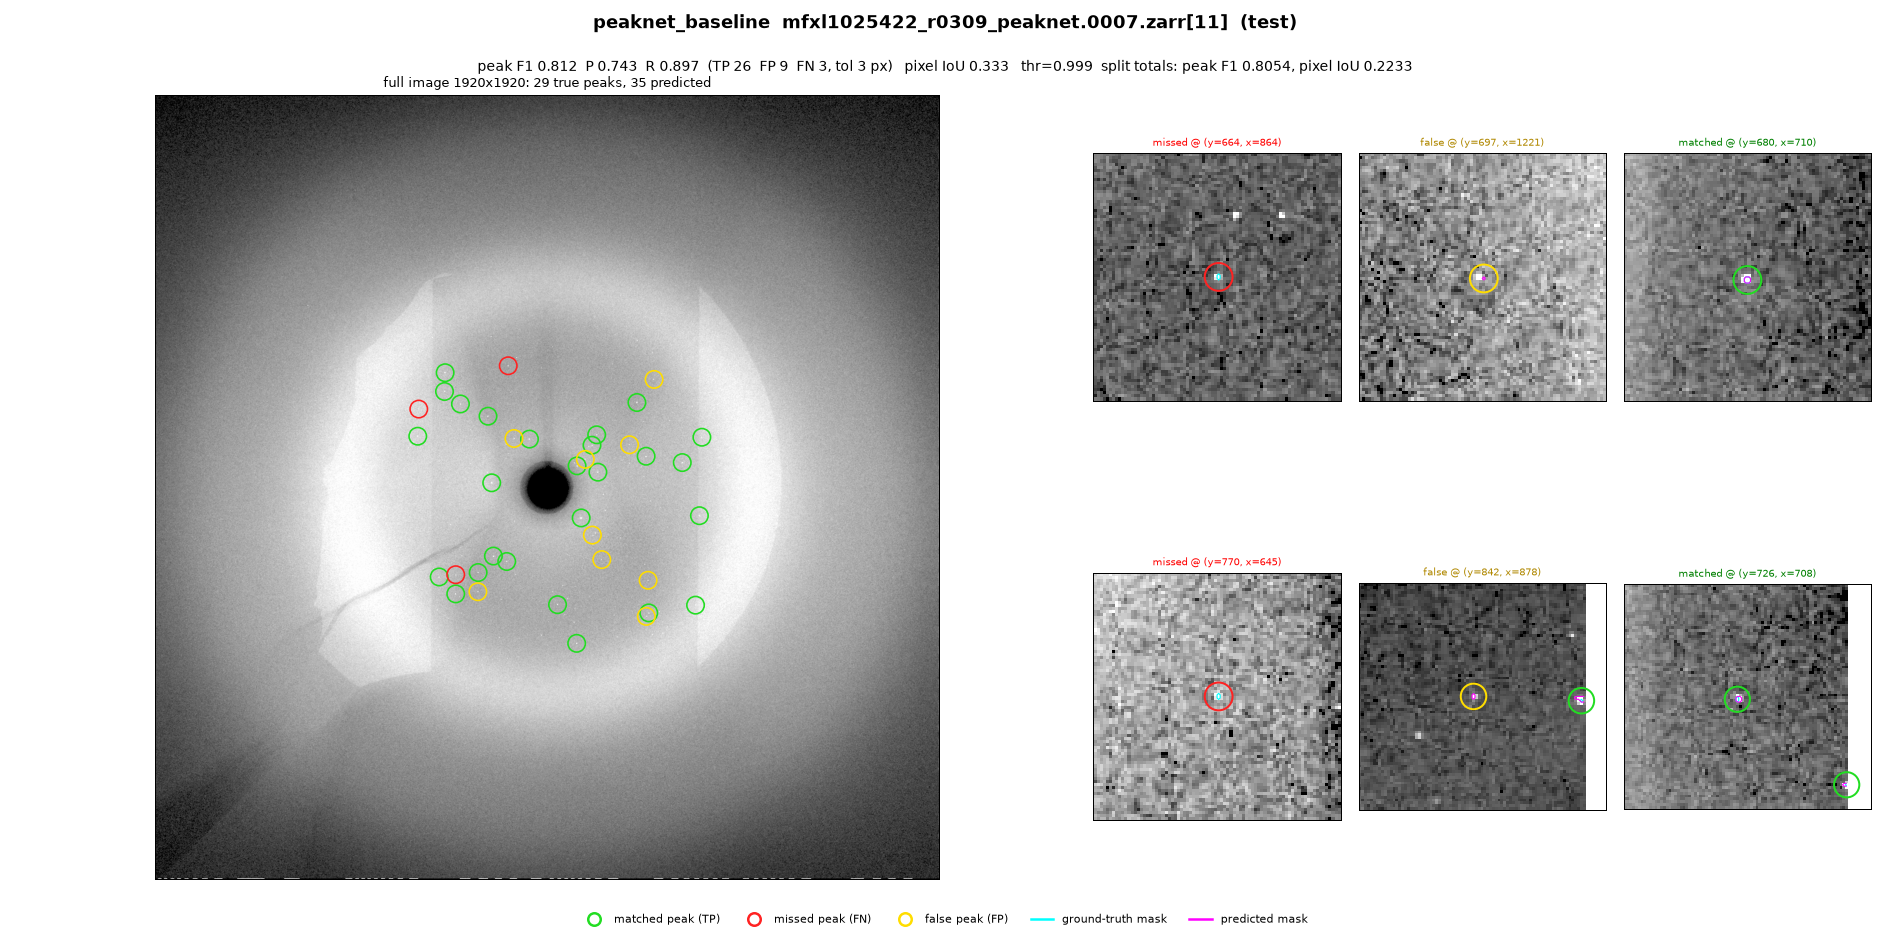 peaknet_baseline  mfxl1025422_r0309_peaknet.0007.zarr[11]  (test)
peak F1 0.812  P 0.743  R 0.897  (TP 26  FP 9  FN 3, tol 3 px)   pixel IoU 0.333   thr=0.999  split totals: peak F1 0.8054, pixel IoU 0.2233
full image 1920x1920: 29 true peaks, 35 predicted
missed @ (y=664, x=864)
false @ (y=697, x=1221)
matched @ (y=680, x=710)
missed @ (y=770, x=645)
false @ (y=842, x=878)
matched @ (y=726, x=708)
matched peak (TP)
missed peak (FN)
false peak (FP)
ground-truth mask
predicted mask